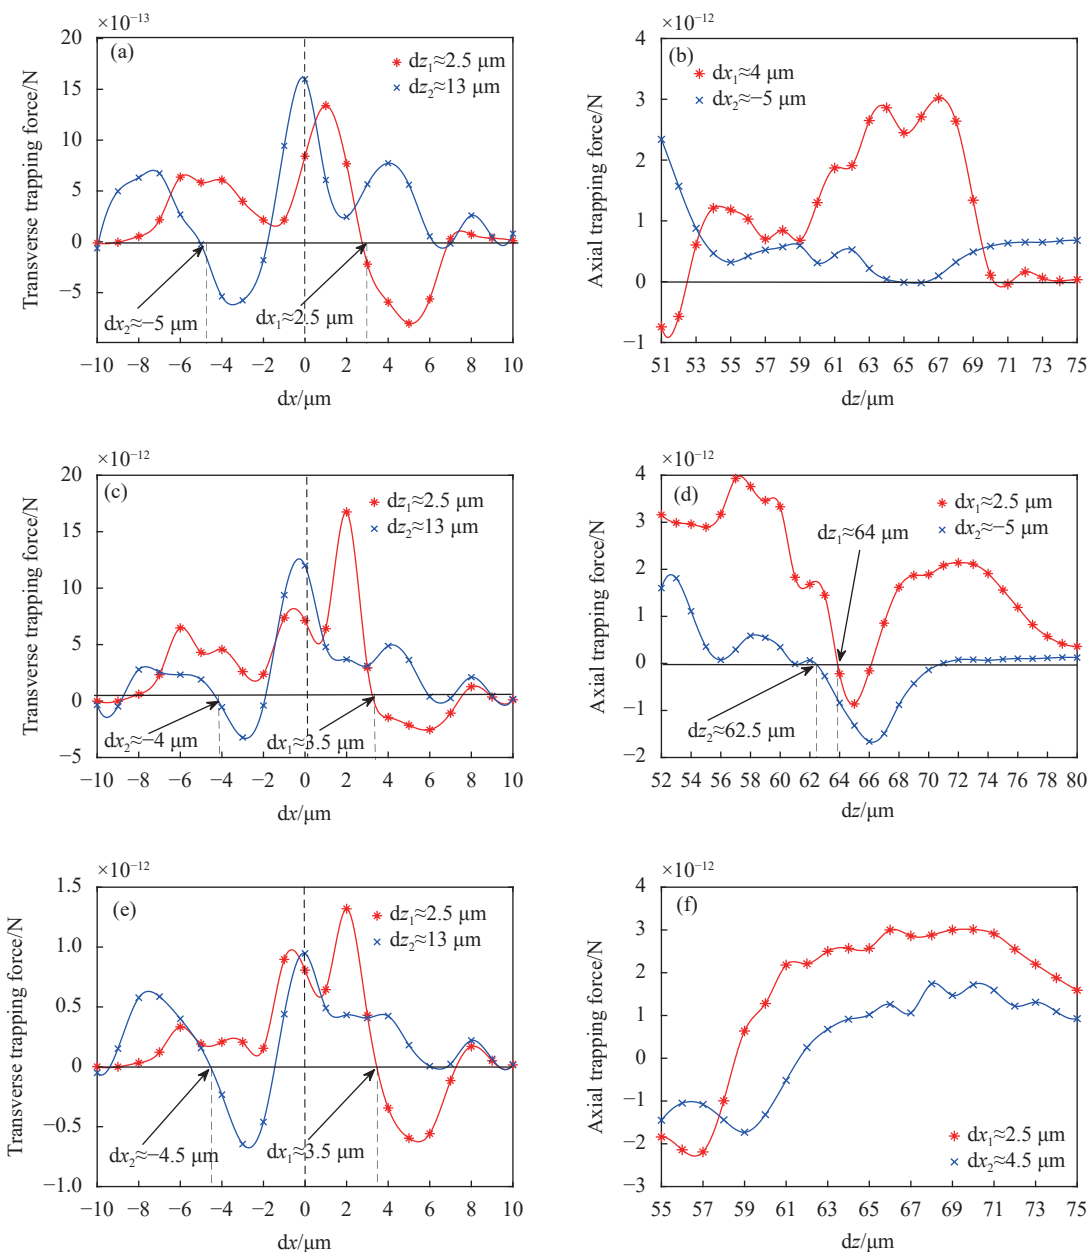 ×10⁻¹³
(a)
dz₁≈2.5 μm
dz₂≈13 μm
20
15
10
5
0
−5
Transverse trapping force/N
dx₂≈−5 μm
dx₁≈2.5 μm
−10 −8 −6 −4 −2 0 2 4 6 8 10
dx/μm
×10⁻¹²
(b)
dx₁≈4 μm
dx₂≈−5 μm
4
3
2
1
0
−1
Axial trapping force/N
51 53 55 57 59 61 63 65 67 69 71 73 75
dz/μm
×10⁻¹²
(c)
dz₁≈2.5 μm
dz₂≈13 μm
20
15
10
5
0
−5
Transverse trapping force/N
dx₂≈−4 μm
dx₁≈3.5 μm
−10 −8 −6 −4 −2 0 2 4 6 8 10
dx/μm
×10⁻¹²
(d)
dx₁≈2.5 μm
dx₂≈−5 μm
dz₁≈64 μm
4
3
2
1
0
−1
−2
Axial trapping force/N
dz₂≈62.5 μm
52 54 56 58 60 62 64 66 68 70 72 74 76 78 80
dz/μm
×10⁻¹²
(e)
dz₁≈2.5 μm
dz₂≈13 μm
1.5
1.0
0.5
0
−0.5
−1.0
Transverse trapping force/N
dx₂≈−4.5 μm
dx₁≈3.5 μm
−10 −8 −6 −4 −2 0 2 4 6 8 10
dx/μm
×10⁻¹²
(f)
4
3
2
1
0
−1
−2
−3
Axial trapping force/N
dx₁≈2.5 μm
dx₂≈4.5 μm
55 57 59 61 63 65 67 69 71 73 75
dz/μm